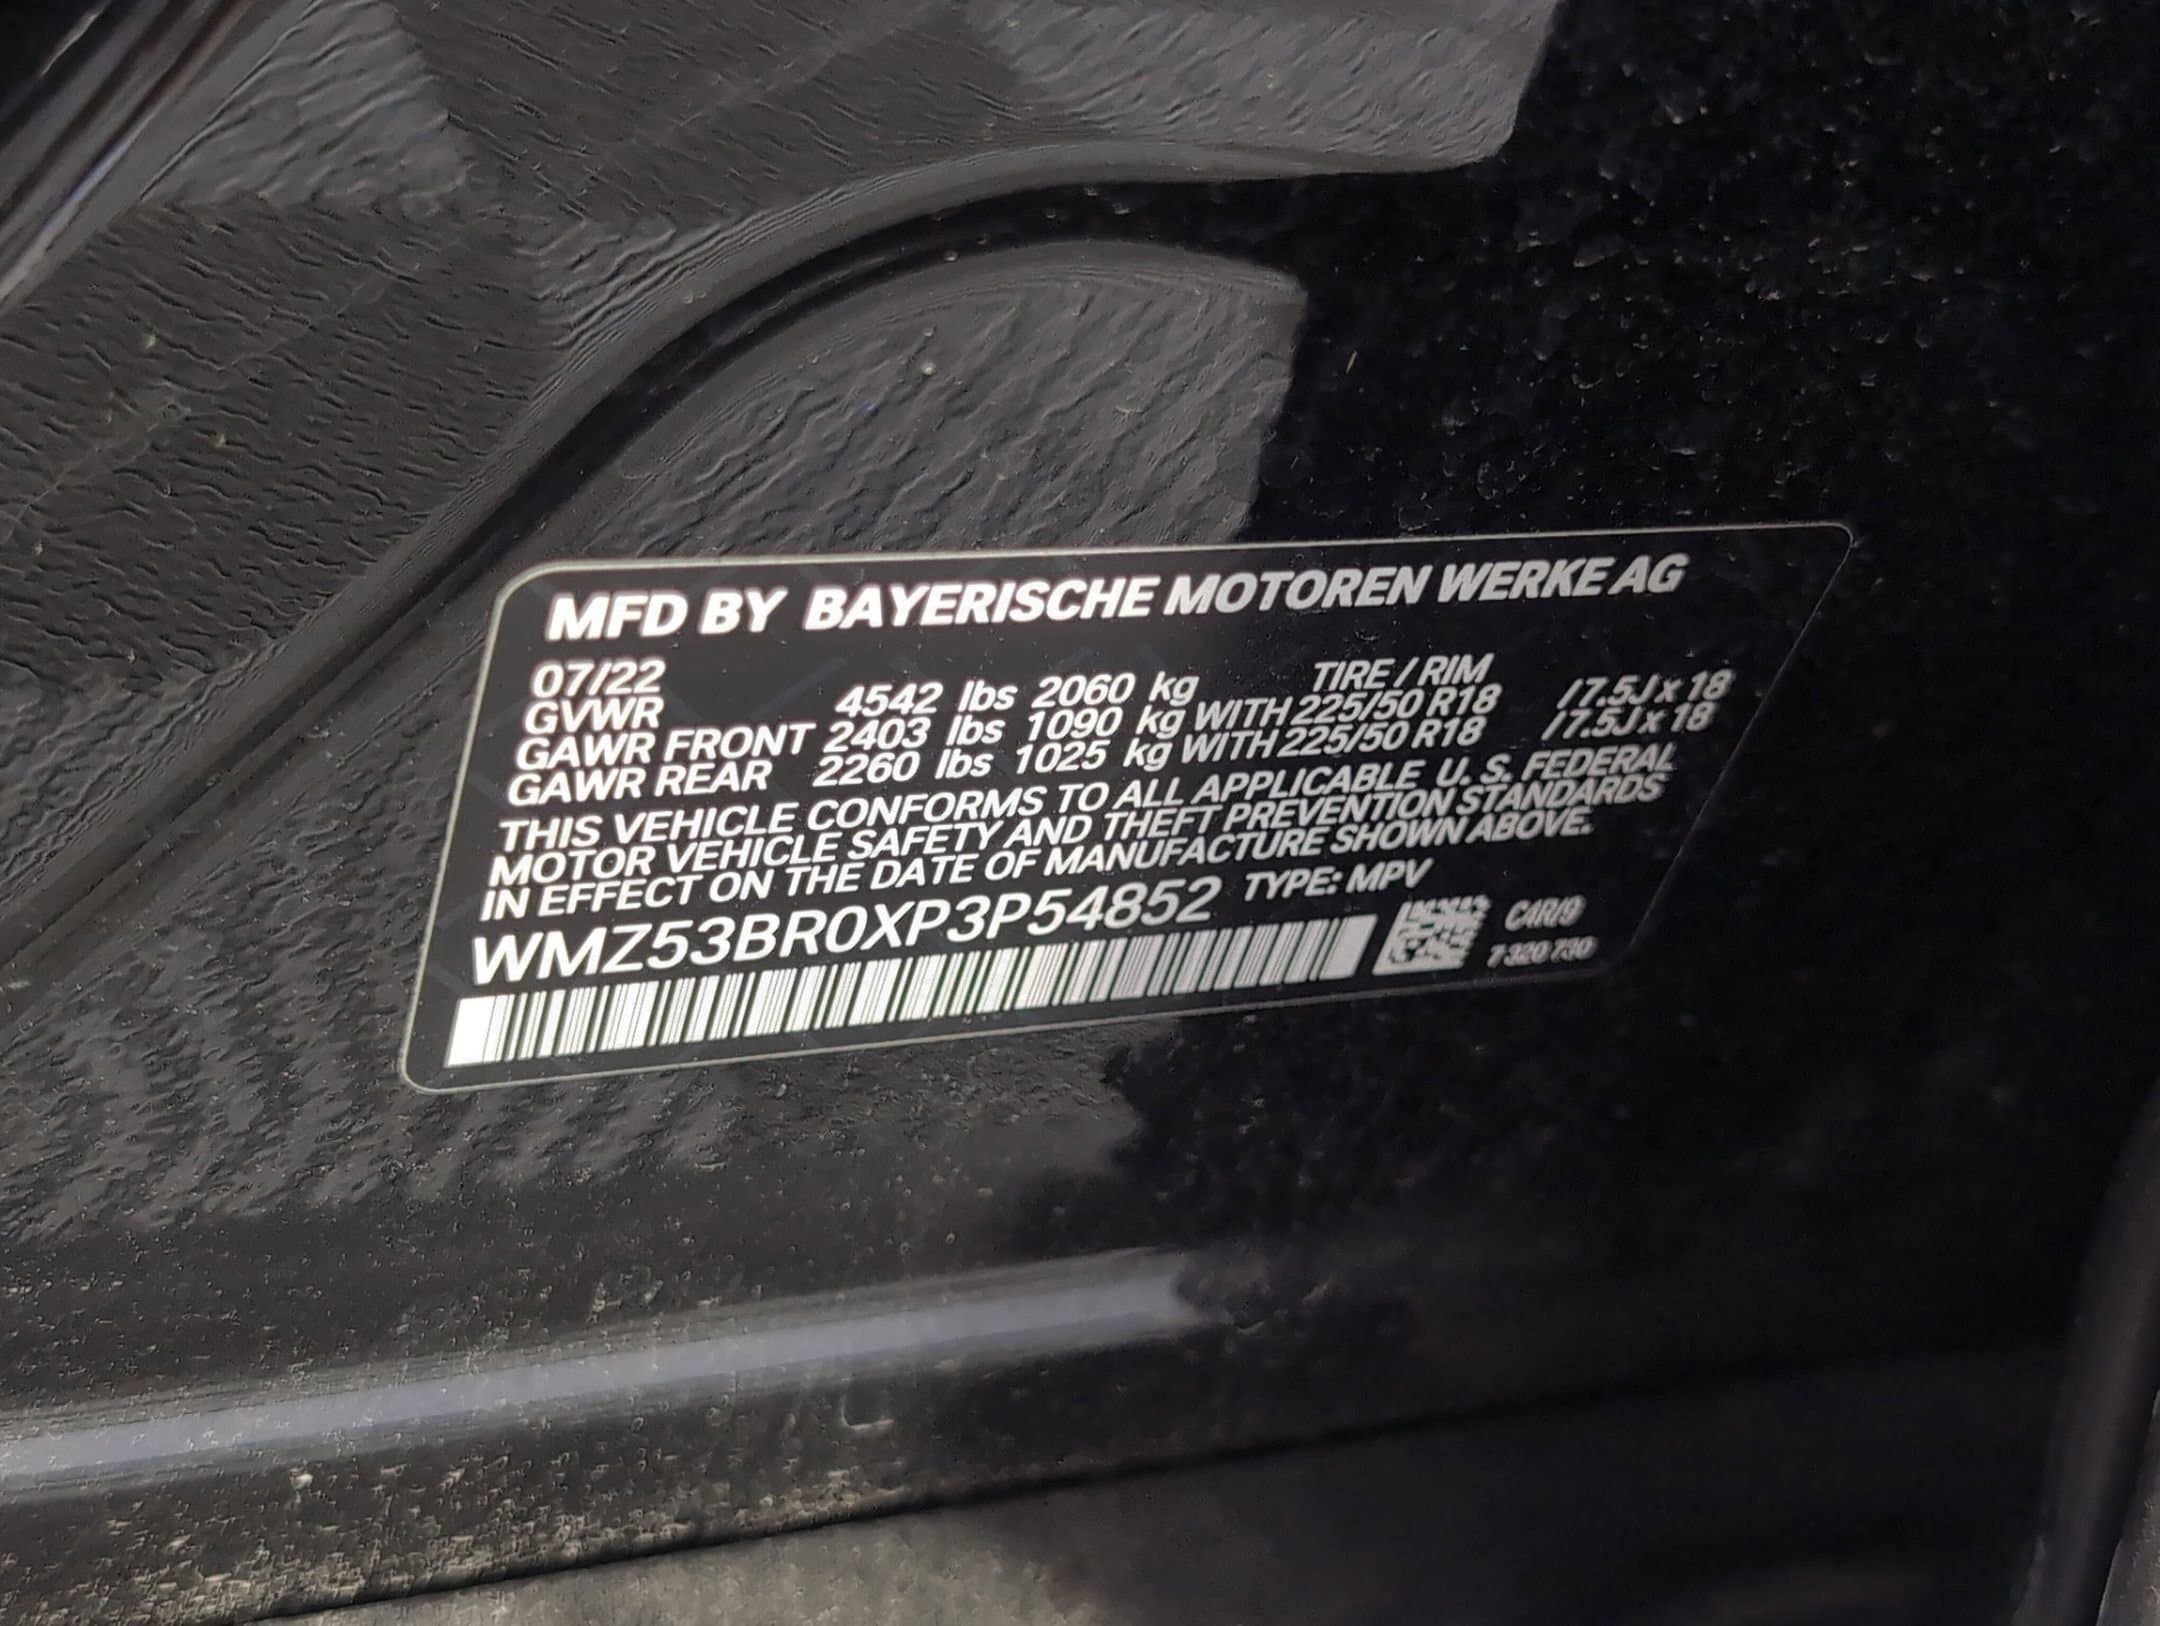 MFD BY BAYERISCHE MOTOREN WERKE AG
07/22 TIRE / RIM
GVWR 4542 lbs 2060 kg
GAWR FRONT 2403 lbs 1090 kg WITH 225/50 R18 / 7.5J x 18
GAWR REAR 2260 lbs 1025 kg WITH 225/50 R18 / 7.5J x 18
THIS VEHICLE CONFORMS TO ALL APPLICABLE U. S. FEDERAL
MOTOR VEHICLE SAFETY AND THEFT PREVENTION STANDARDS
IN EFFECT ON THE DATE OF MANUFACTURE SHOWN ABOVE.
WMZ53BR0XP3P54852 TYPE: MPV
CAR/9
7 320 730